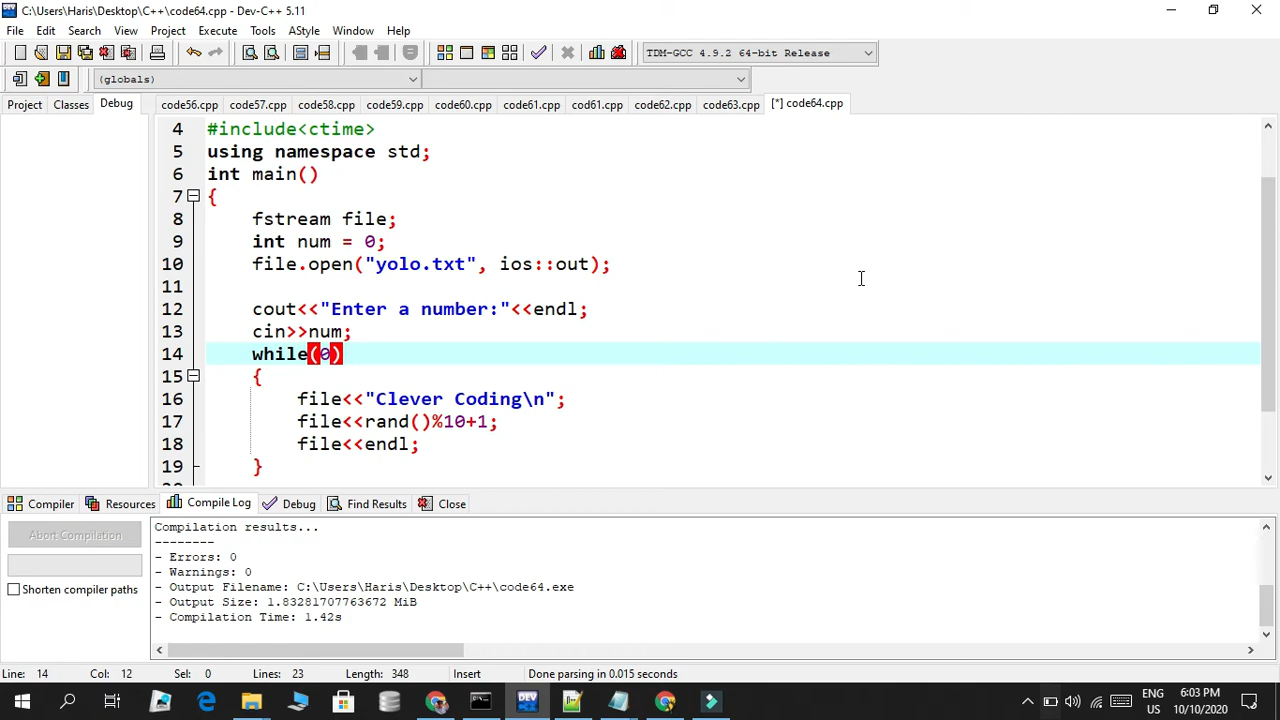 C:\Users\Haris\Desktop\C++\code64.cpp - Dev-C++ 5.11
File Edit Search View Project Execute Tools AStyle Window Help
TDM-GCC 4.9.2 64-bit Release
(globals)
Project Classes Debug code56.cpp code57.cpp code58.cpp code59.cpp code60.cpp code61.cpp cod61.cpp code62.cpp code63.cpp [*] code64.cpp
4 #include<ctime>
5 using namespace std;
6 int main()
7 {
8 fstream file;
9 int num = 0;
10 file.open("yolo.txt", ios::out);
11
12 cout<<"Enter a number:"<<endl;
13 cin>>num;
14 while(0)
15 {
16 file<<"Clever Coding\n";
17 file<<rand()%10+1;
18 file<<endl;
19 }
Compiler Resources Compile Log Debug Find Results Close
Abort Compilation
Shorten compiler paths
Compilation results...
--------
- Errors: 0
- Warnings: 0
- Output Filename: C:\Users\Haris\Desktop\C++\code64.exe
- Output Size: 1.83281707763672 MiB
- Compilation Time: 1.42s
Line: 14 Col: 12 Sel: 0 Lines: 23 Length: 348 Insert Done parsing in 0.015 seconds
DEV
ENG
US
6:03 PM
10/10/2020